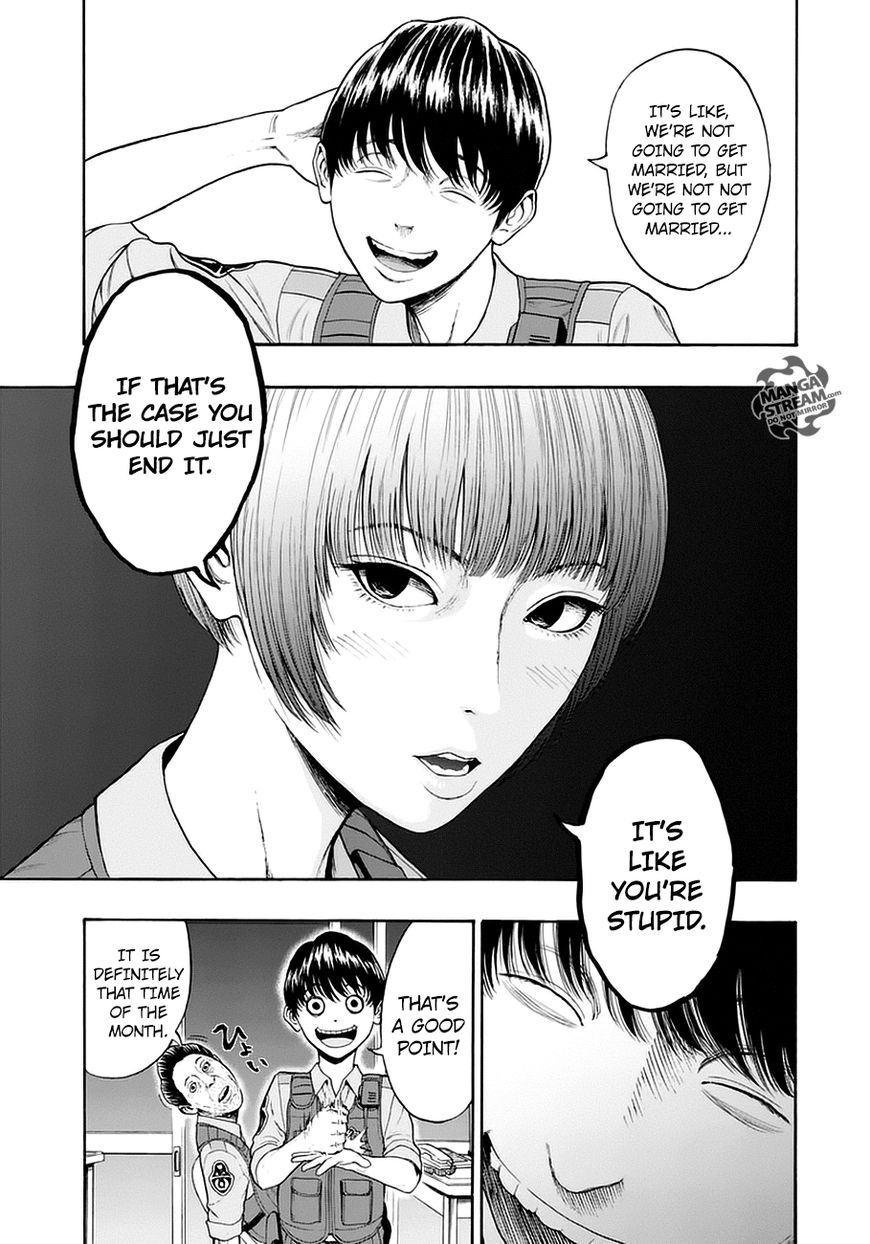 IT'S LIKE,
WE'RE NOT
GOING TO GET
MARRIED, BUT
WE'RE NOT NOT
GOING TO GET
MARRIED...
IF THAT'S
THE CASE YOU
SHOULD JUST
END IT.
MANGA
STREAM.com
DO NOT MIRROR
IT'S
LIKE
YOU'RE
STUPID.
THAT'S
A GOOD
POINT!
IT IS
DEFINITELY
THAT TIME
OF THE
MONTH.
ひょい